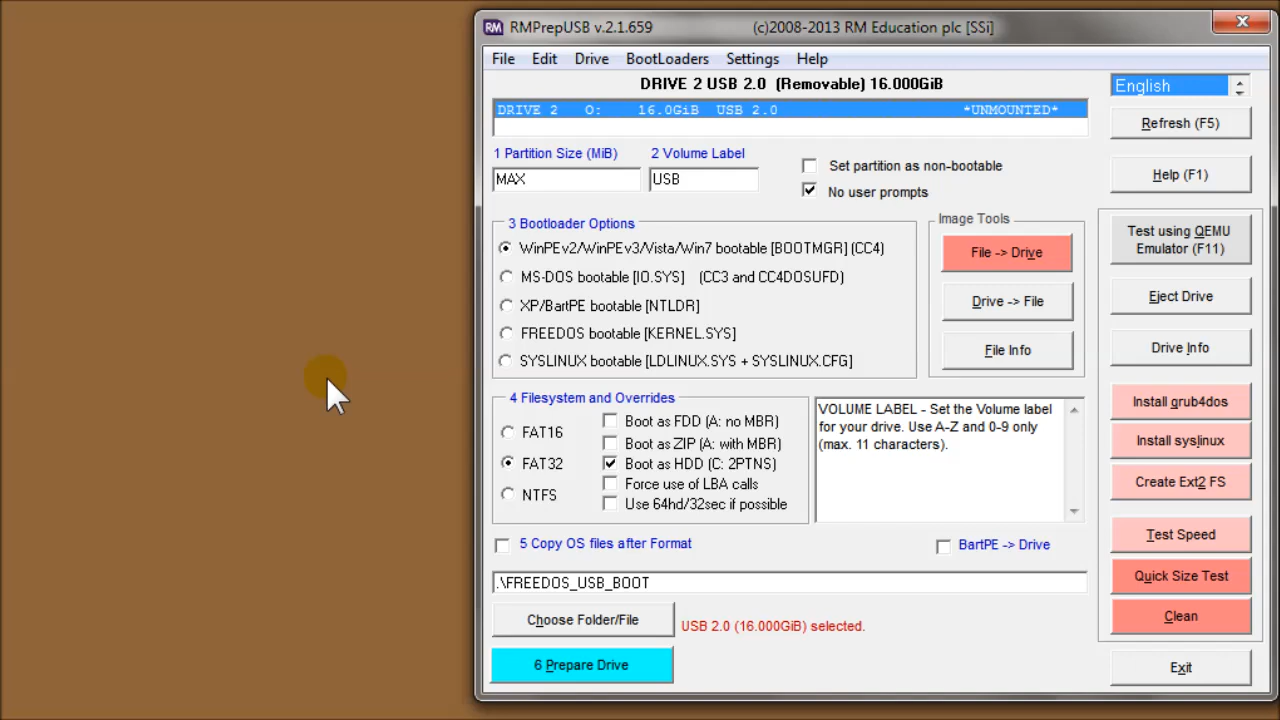 RM RMPrepUSB v.2.1.659 (c)2008-2013 RM Education plc [SSi]
File Edit Drive BootLoaders Settings Help
DRIVE 2 USB 2.0 (Removable) 16.000GiB
English
DRIVE 2 O: 16.0GiB USB 2.0 *UNMOUNTED*
Refresh (F5)
1 Partition Size (MiB) 2 Volume Label
Set partition as non-bootable
MAX USB
No user prompts
Help (F1)
3 Bootloader Options
WinPEv2/WinPEv3/Vista/Win7 bootable [BOOTMGR] (CC4)
MS-DOS bootable [IO.SYS] (CC3 and CC4DOSUFD)
XP/BartPE bootable [NTLDR]
FREEDOS bootable [KERNEL.SYS]
SYSLINUX bootable [LDLINUX.SYS + SYSLINUX.CFG]
Image Tools
File -> Drive
Drive -> File
File Info
Test using QEMU
Emulator (F11)
Eject Drive
Drive Info
4 Filesystem and Overrides
FAT16
FAT32
NTFS
Boot as FDD (A: no MBR)
Boot as ZIP (A: with MBR)
Boot as HDD (C: 2PTNS)
Force use of LBA calls
Use 64hd/32sec if possible
VOLUME LABEL - Set the Volume label
for your drive. Use A-Z and 0-9 only
(max. 11 characters).
Install grub4dos
Install syslinux
Create Ext2 FS
Test Speed
Quick Size Test
Clean
5 Copy OS files after Format
BartPE -> Drive
.\FREEDOS_USB_BOOT
Choose Folder/File
USB 2.0 (16.000GiB) selected.
6 Prepare Drive
Exit